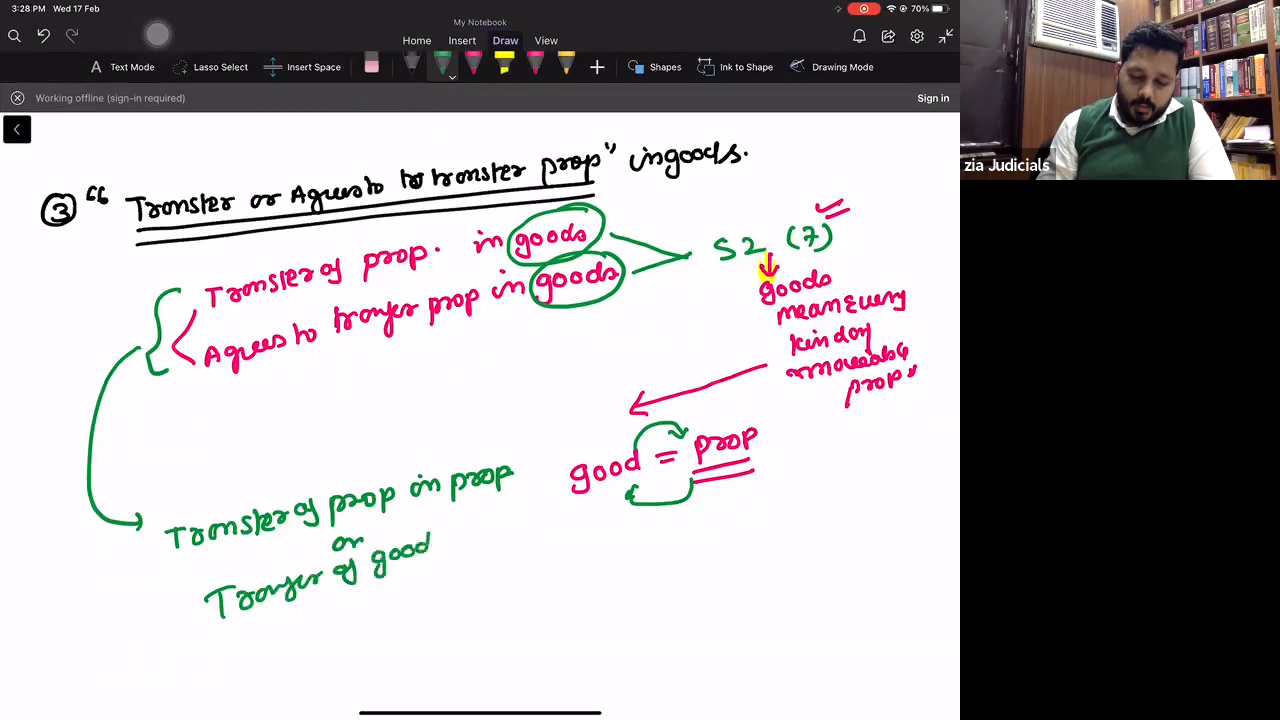 3:28 PM Wed 17 Feb
70%
My Notebook
Home Insert Draw View
Text Mode Lasso Select Insert Space Shapes Ink to Shape Drawing Mode
Working offline (sign-in required) Sign in
zia Judicials
③ “Transfer or Agrees to transfer prop” in goods.
Transfer of prop. in goods
Agrees to transfer prop in goods
S2 (7)
goods
mean Every
kind of
moveable
prop”
good = prop
Transfer of prop in prop
or
Transfer of good